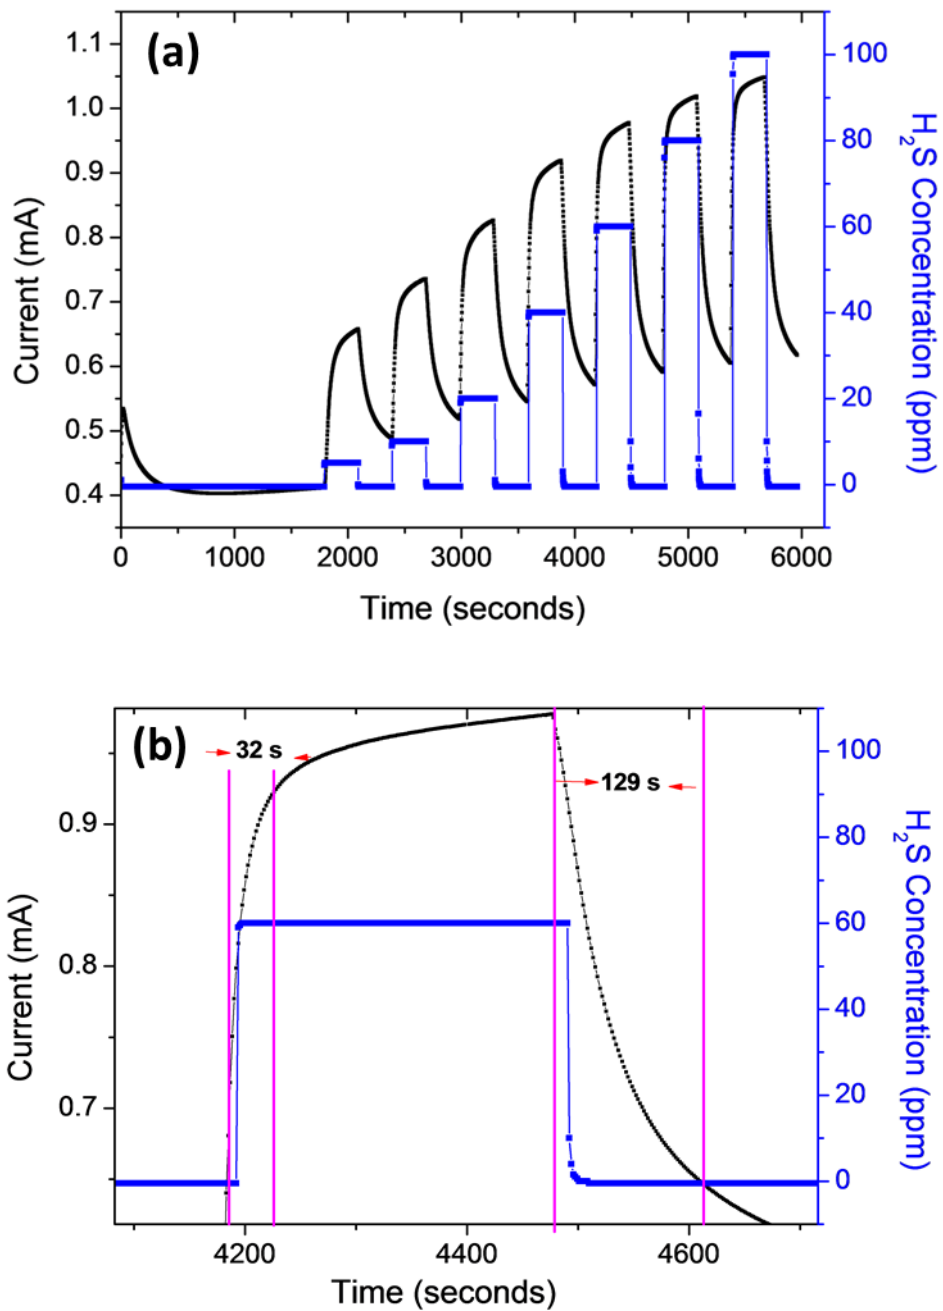 (a)
1.1
1.0
0.9
0.8
0.7
0.6
0.5
0.4
Current (mA)
100
80
60
40
20
0
H₂S Concentration (ppm)
0 1000 2000 3000 4000 5000 6000
Time (seconds)
(b)
32 s
129 s
0.9
0.8
0.7
Current (mA)
100
80
60
40
20
0
H₂S Concentration (ppm)
4200 4400 4600
Time (seconds)